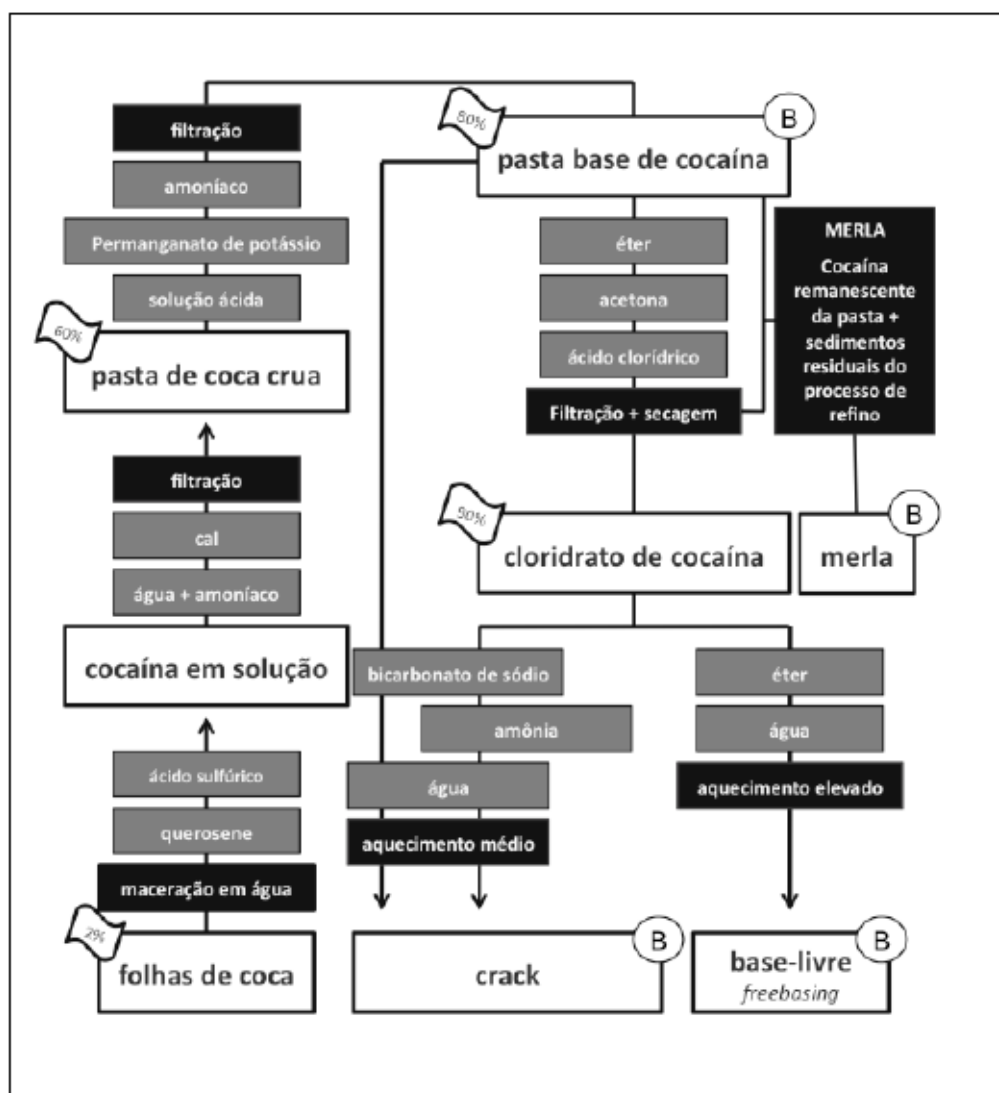 filtração
amoníaco
Permanganato de potássio
solução ácida
60%
pasta de coca crua
filtração
cal
água + amoníaco
cocaína em solução
ácido sulfúrico
querosene
maceração em água
2%
folhas de coca
80%
B
pasta base de cocaína
éter
acetona
ácido clorídrico
Filtração + secagem
MERLA
Cocaína
remanescente
da pasta +
sedimentos
residuais do
processo de
refino
90%
cloridrato de cocaína
B
merla
bicarbonato de sódio
amônia
água
aquecimento médio
éter
água
aquecimento elevado
B
crack
B
base-livre
freebasing